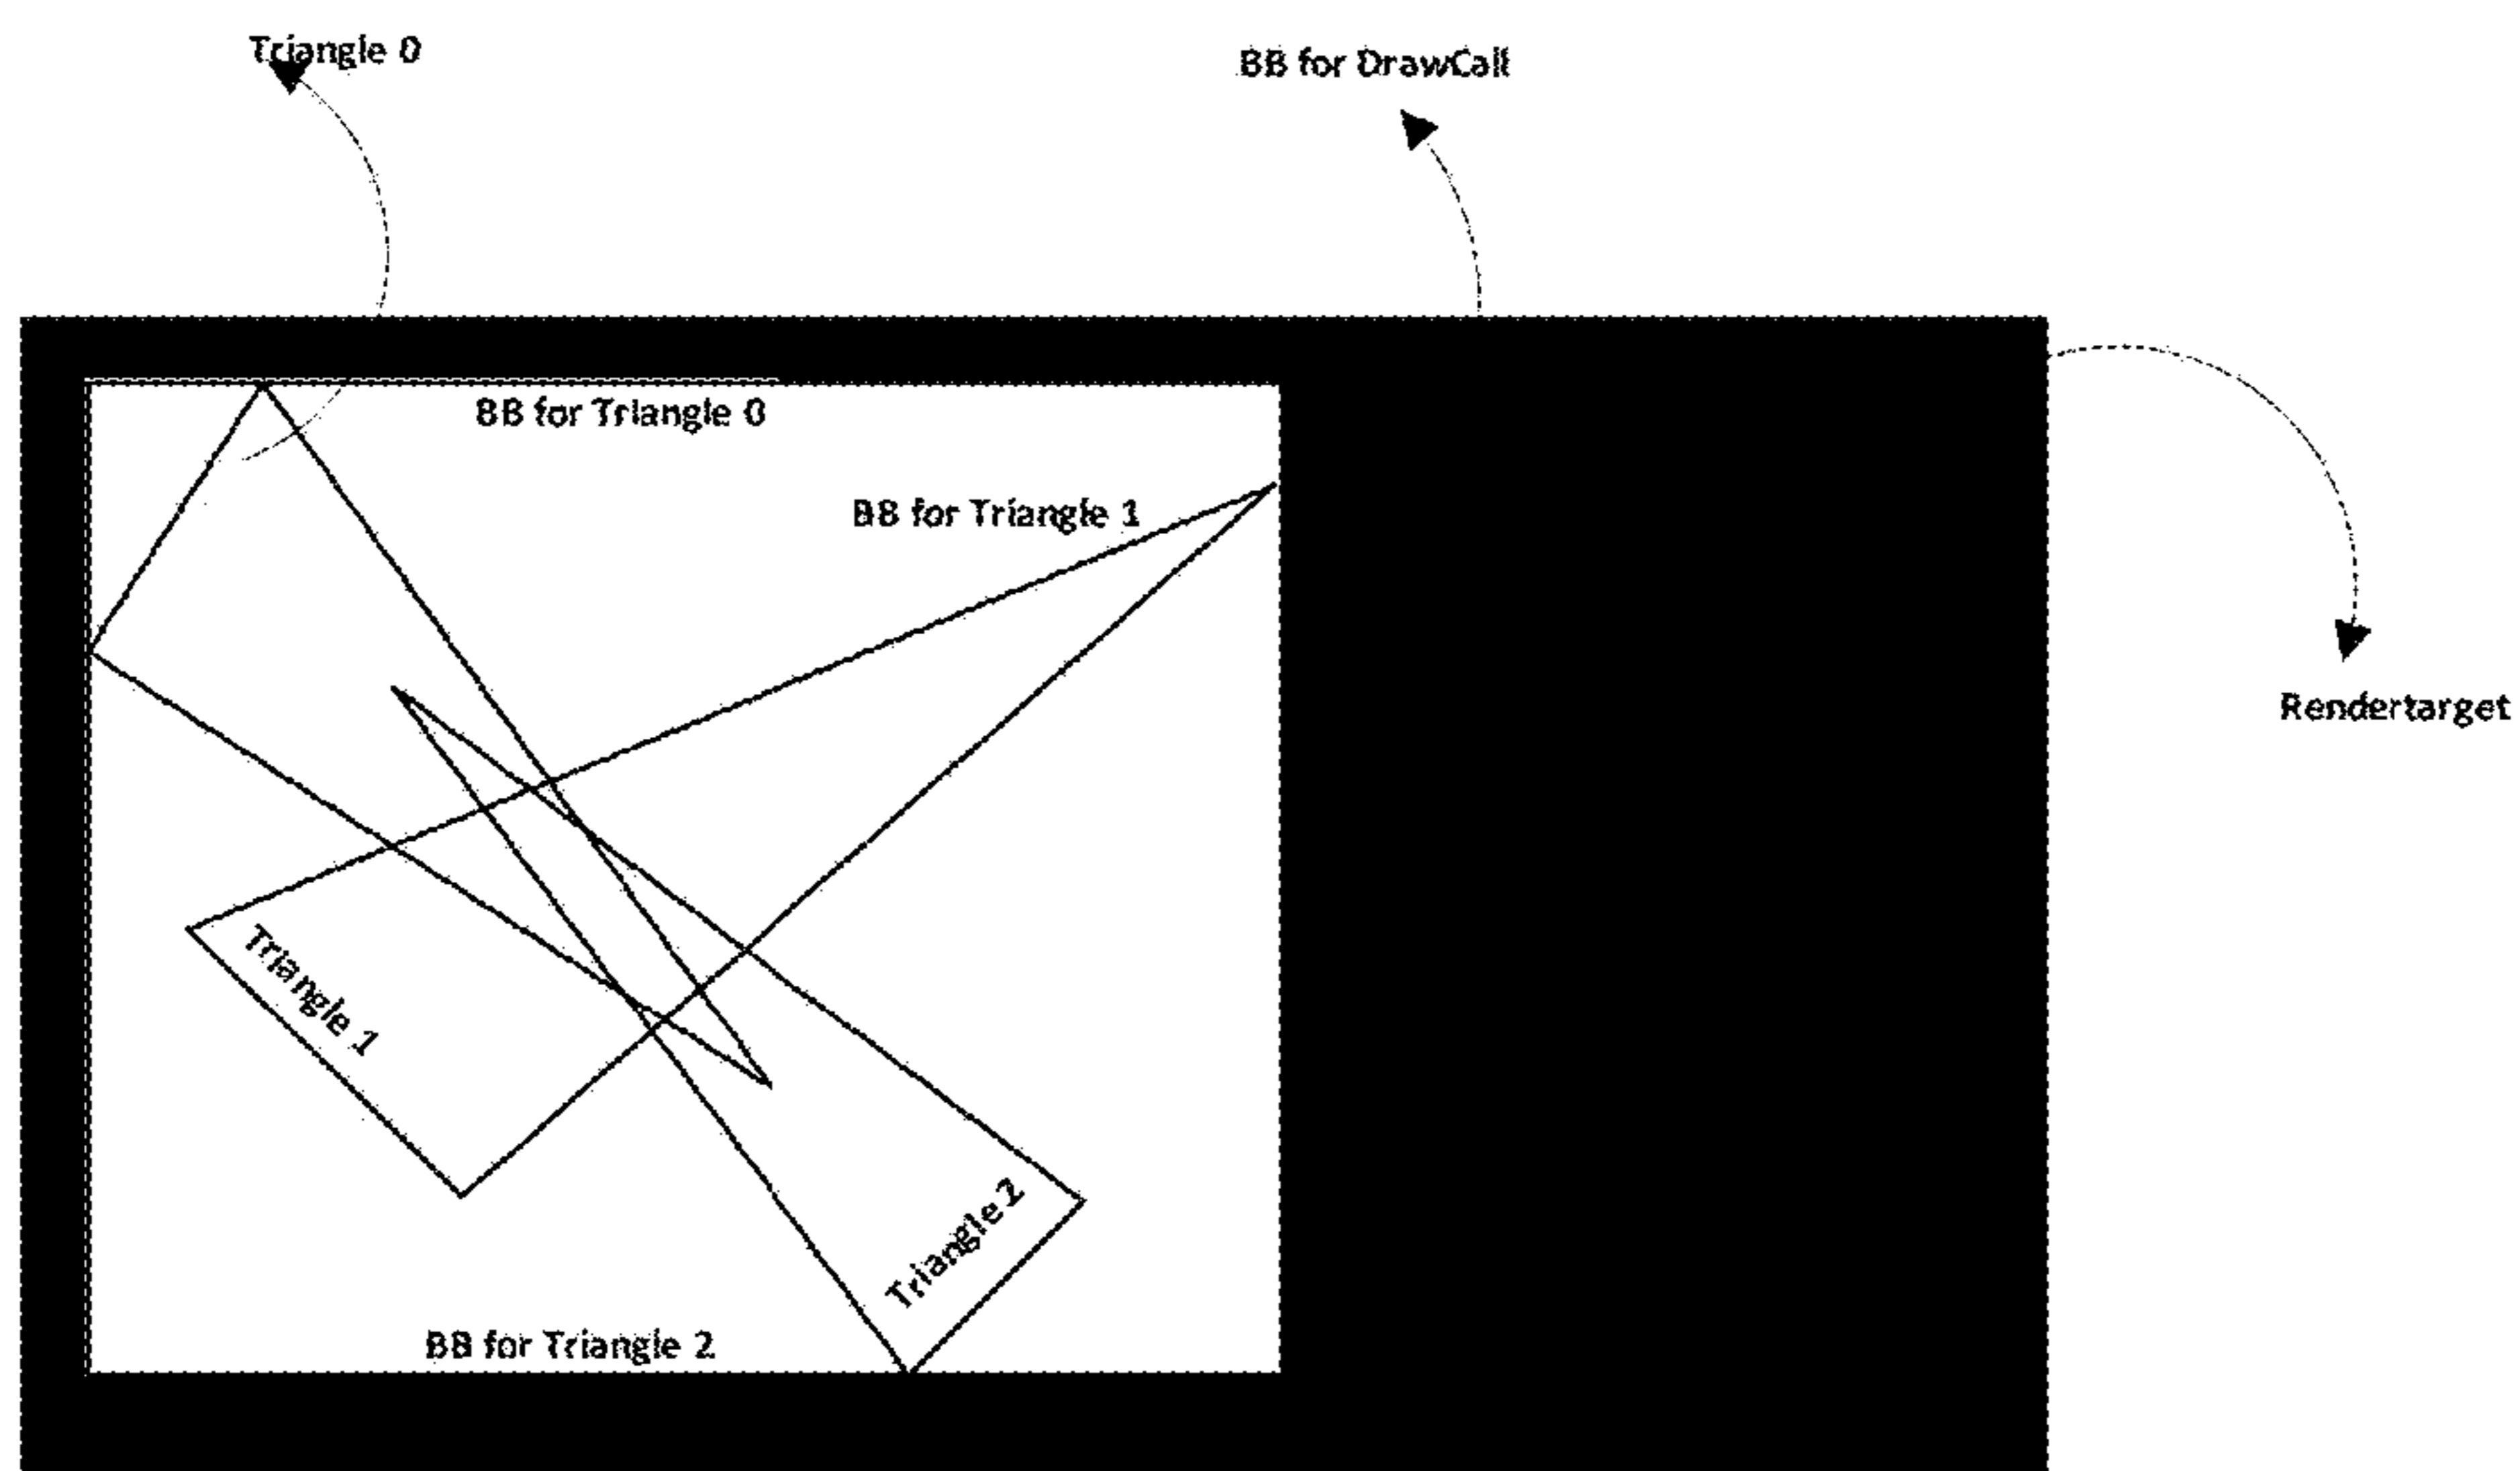 Triangle 0
BB for DrawCall
BB for Triangle 0
BB for Triangle 1
Rendertarget
Triangle 1
Triangle 2
BB for Triangle 2